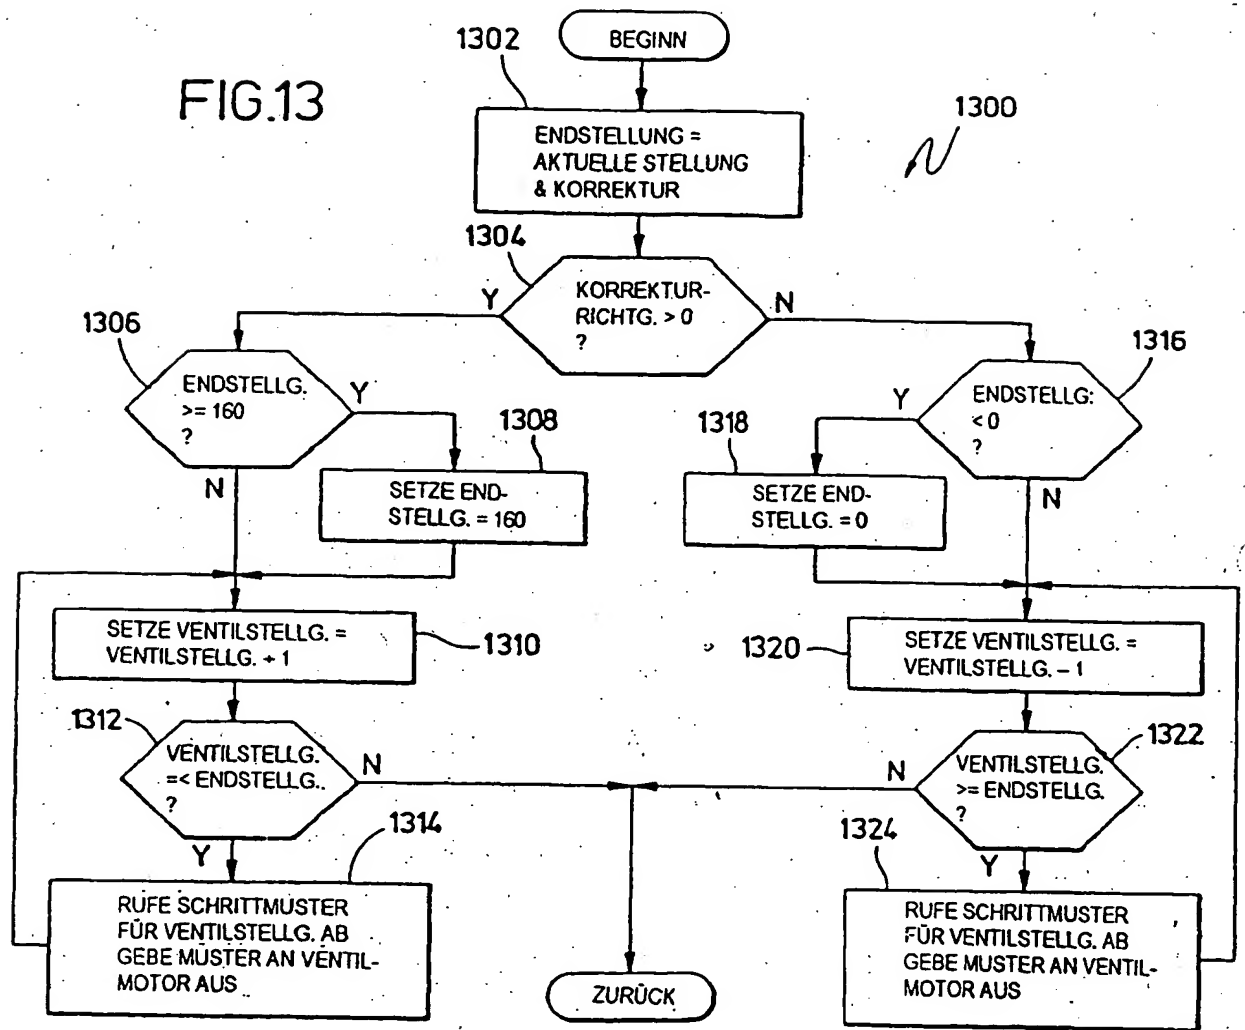 FIG.13
1302
BEGINN
1300
ENDSTELLUNG =
AKTUELLE STELLUNG
& KORREKTUR
1304
KORREKTUR-
RICHTG. > 0
?
Y
N
1306
ENDSTELLG.
>= 160
?
Y
N
1308
SETZE END-
STELLG. = 160
1316
ENDSTELLG:
< 0
?
Y
N
1318
SETZE END-
STELLG. = 0
SETZE VENTILSTELLG. =
VENTILSTELLG. + 1
1310
1320
SETZE VENTILSTELLG. =
VENTILSTELLG. – 1
1312
VENTILSTELLG.
=< ENDSTELLG.
?
N
Y
1322
VENTILSTELLG.
>= ENDSTELLG.
?
N
Y
1314
RUFE SCHRITTMUSTER
FÜR VENTILSTELLG. AB
GEBE MUSTER AN VENTIL-
MOTOR AUS
1324
RUFE SCHRITTMUSTER
FÜR VENTILSTELLG. AB
GEBE MUSTER AN VENTIL-
MOTOR AUS
ZURÜCK